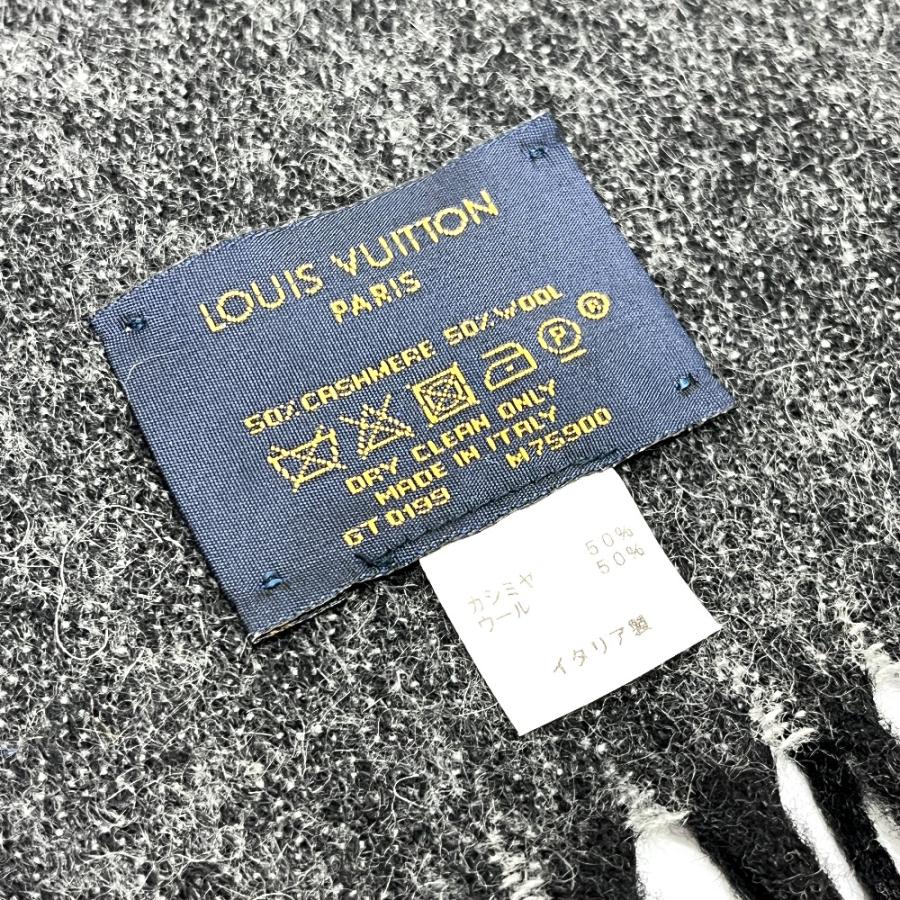 LOUIS VUITTON
PARIS
50% CASHMERE 50% WOOL
P ®
DRY CLEAN ONLY
MADE IN ITALY
GT 0199 M75900
カシミヤ 50%
ウール 50%
イタリア製